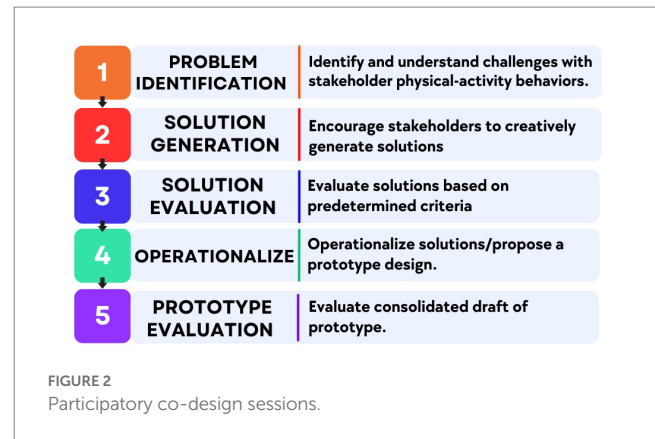 1
PROBLEM
IDENTIFICATION
Identify and understand challenges with
stakeholder physical-activity behaviors.
2
SOLUTION
GENERATION
Encourage stakeholders to creatively
generate solutions
3
SOLUTION
EVALUATION
Evaluate solutions based on
predetermined criteria
4
OPERATIONALIZE
Operationalize solutions/propose a
prototype design.
5
PROTOTYPE
EVALUATION
Evaluate consolidated draft of
prototype.
FIGURE 2
Participatory co-design sessions.